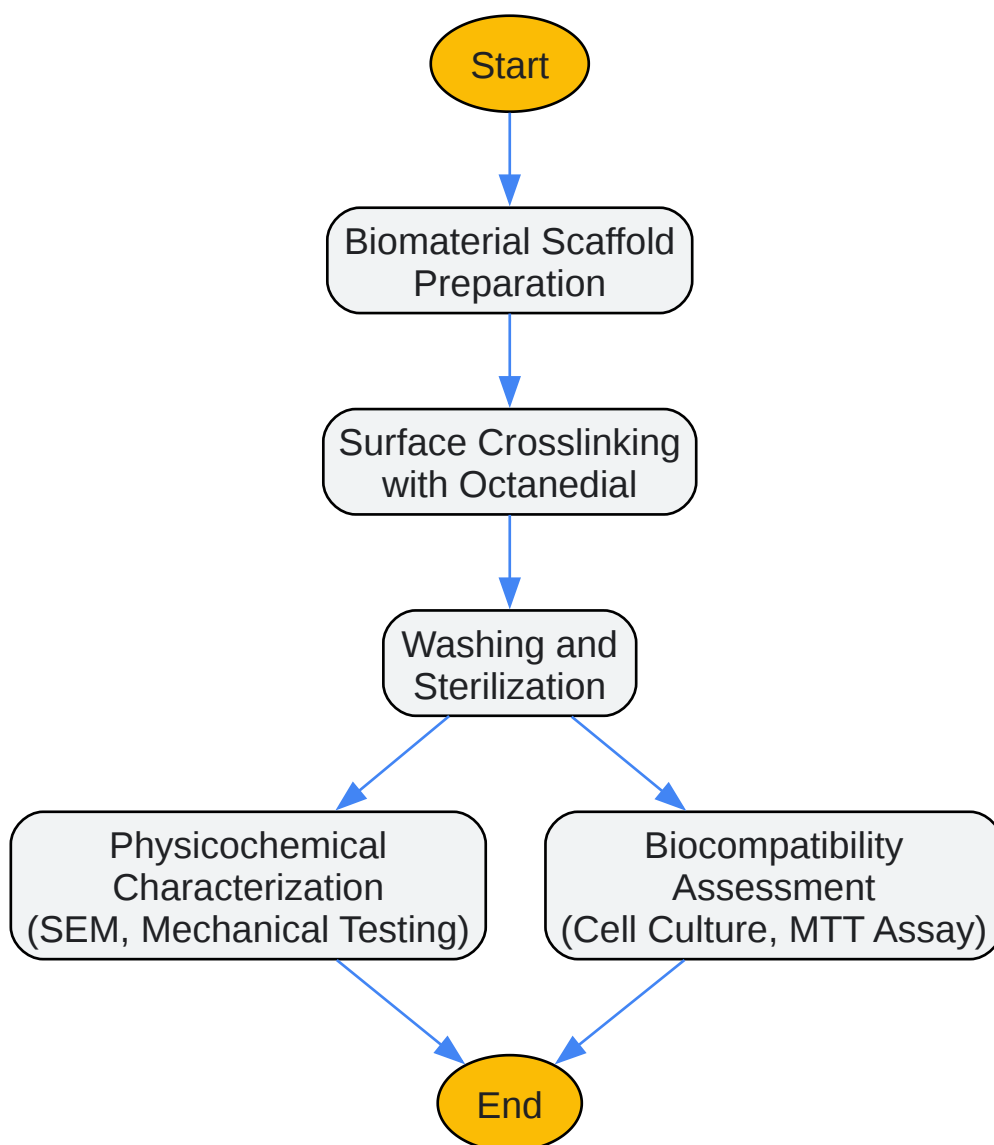 Start
Biomaterial Scaffold
Preparation
Surface Crosslinking
with Octanedial
Washing and
Sterilization
Physicochemical
Characterization
(SEM, Mechanical Testing)
Biocompatibility
Assessment
(Cell Culture, MTT Assay)
End